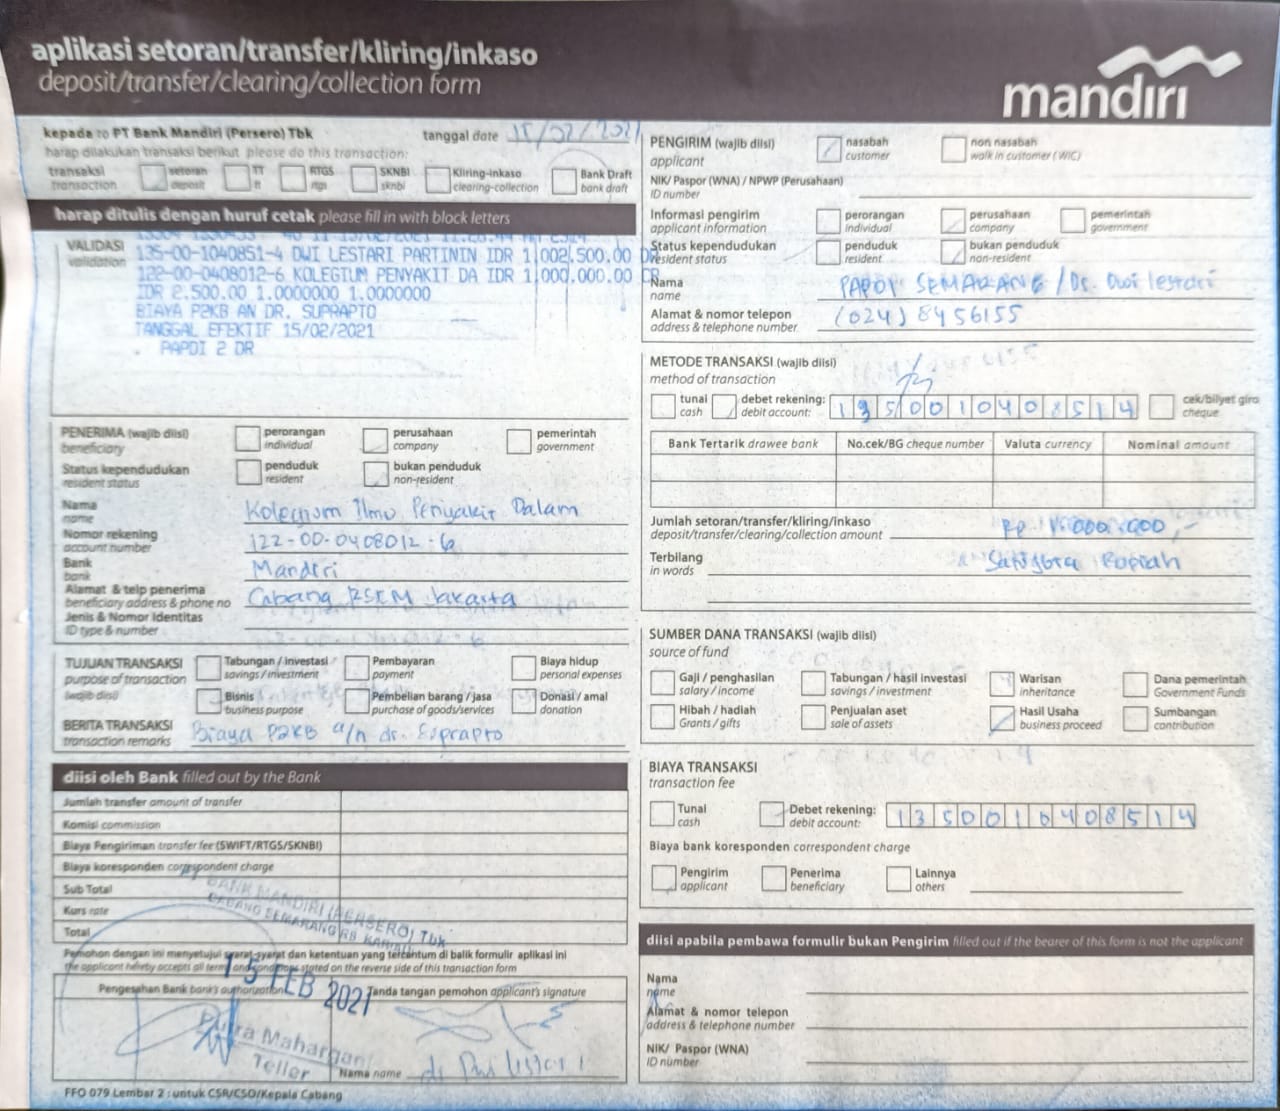 aplikasi setoran/transfer/kliring/inkaso
deposit/transfer/clearing/collection form
mandiri
kepada to PT Bank Mandiri (Persero) Tbk
tanggal date 15/02/2021
harap dilakukan transaksi berikut please do this transaction:
transaksi transaction
setoran deposit
TT tt
RTGS rtgs
SKNBI sknbi
Kliring-inkaso clearing-collection
Bank Draft bank draft
harap ditulis dengan huruf cetak please fill in with block letters
VALIDASI validation
135-00-1040851-4 DWI LESTARI PARTININ IDR 1,002,500.00 DR
122-00-0408012-6 KOLEGIUM PENYAKIT DA IDR 1,000,000.00 CR
IDR 2,500.00 1.0000000 1.0000000
BIAYA P2KB AN DR. SUPRAPTO
TANGGAL EFEKTIF 15/02/2021
PAPDI 2 DR
PENERIMA (wajib diisi) beneficiary
perorangan individual
perusahaan company
pemerintah government
Status kependudukan resident status
penduduk resident
bukan penduduk non-resident
Nama name
Kolegium Ilmu Penyakit Dalam
Nomor rekening account number
122-00-0408012-6
Bank bank
Mandiri
Alamat & telp penerima beneficiary address & phone no
Cabang RSCM Jakarta
Jenis & Nomor Identitas ID type & number
TUJUAN TRANSAKSI purpose of transaction (wajib diisi)
Tabungan / investasi savings / investment
Pembayaran payment
Biaya hidup personal expenses
Bisnis business purpose
Pembelian barang / jasa purchase of goods/services
Donasi / amal donation
BERITA TRANSAKSI transaction remarks
Biaya P2KB a/n dr. Suprapto
diisi oleh Bank filled out by the Bank
Jumlah transfer amount of transfer
Komisi commission
Biaya Pengiriman transfer fee (SWIFT/RTGS/SKNBI)
Biaya koresponden correspondent charge
Sub Total
Kurs rate
Total
BANK MANDIRI (PERSERO) Tbk
CABANG SEMARANG RS KARIADI
Pemohon dengan ini menyetujui syarat-syarat dan ketentuan yang tercantum di balik formulir aplikasi ini
the applicant hereby accepts all terms and conditions stated on the reverse side of this transaction form
15 FEB 2021
Pengesahan Bank bank's authorization
Tanda tangan pemohon applicant's signature
Teller
Nama name
FFO 079 Lembar 2 : untuk CSR/CSO/Kepala Cabang
PENGIRIM (wajib diisi) applicant
nasabah customer
non nasabah walk in customer (WIC)
NIK/ Paspor (WNA) / NPWP (Perusahaan)
ID number
Informasi pengirim applicant information
perorangan individual
perusahaan company
pemerintah government
Status kependudukan resident status
penduduk resident
bukan penduduk non-resident
Nama name
PAPDI SEMARANG / Dr. Dwi lestari
Alamat & nomor telepon address & telephone number
(024) 8456155
METODE TRANSAKSI (wajib diisi)
method of transaction
tunai cash
debet rekening: debit account:
1350010408514
cek/bilyet giro cheque
Bank Tertarik drawee bank
No.cek/BG cheque number
Valuta currency
Nominal amount
Jumlah setoran/transfer/kliring/inkaso
deposit/transfer/clearing/collection amount
Rp 1.000.000,-
Terbilang in words
Rupiah
SUMBER DANA TRANSAKSI (wajib diisi)
source of fund
Gaji / penghasilan salary / income
Tabungan / hasil investasi savings / investment
Warisan inheritance
Dana pemerintah Government Funds
Hibah / hadiah Grants / gifts
Penjualan aset sale of assets
Hasil Usaha business proceed
Sumbangan contribution
BIAYA TRANSAKSI
transaction fee
Tunai cash
Debet rekening: debit account:
1350010408514
Biaya bank koresponden correspondent charge
Pengirim applicant
Penerima beneficiary
Lainnya others
diisi apabila pembawa formulir bukan Pengirim filled out if the bearer of this form is not the applicant
Nama name
Alamat & nomor telepon address & telephone number
NIK/ Paspor (WNA)
ID number